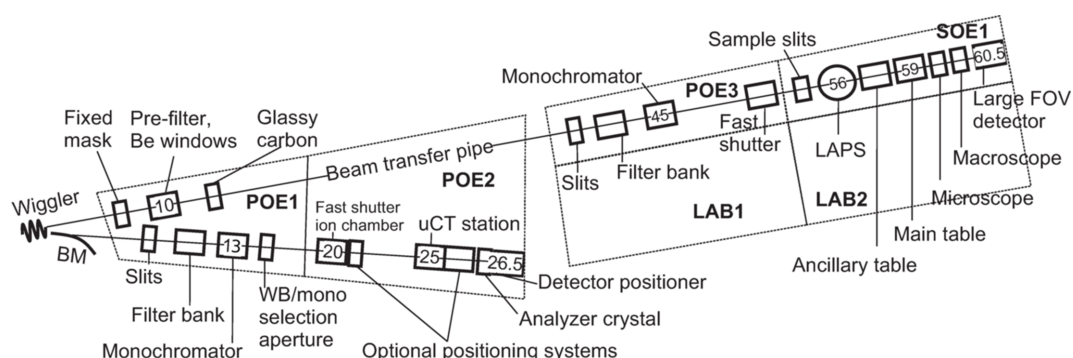 Wiggler
BM
Fixed
mask
Pre-filter,
Be windows
10
Glassy
carbon
POE1
Beam transfer pipe
Slits
Filter bank
13
Monochromator
WB/mono
selection
aperture
POE2
Fast shutter
ion chamber
20
uCT station
25
26.5
Detector positioner
Analyzer crystal
Optional positioning systems
Monochromator
45
POE3
Slits
Filter bank
Fast
shutter
LAB1
Sample slits
SOE1
56
59
60.5
LAPS
LAB2
Large FOV
detector
Macroscope
Microscope
Main table
Ancillary table